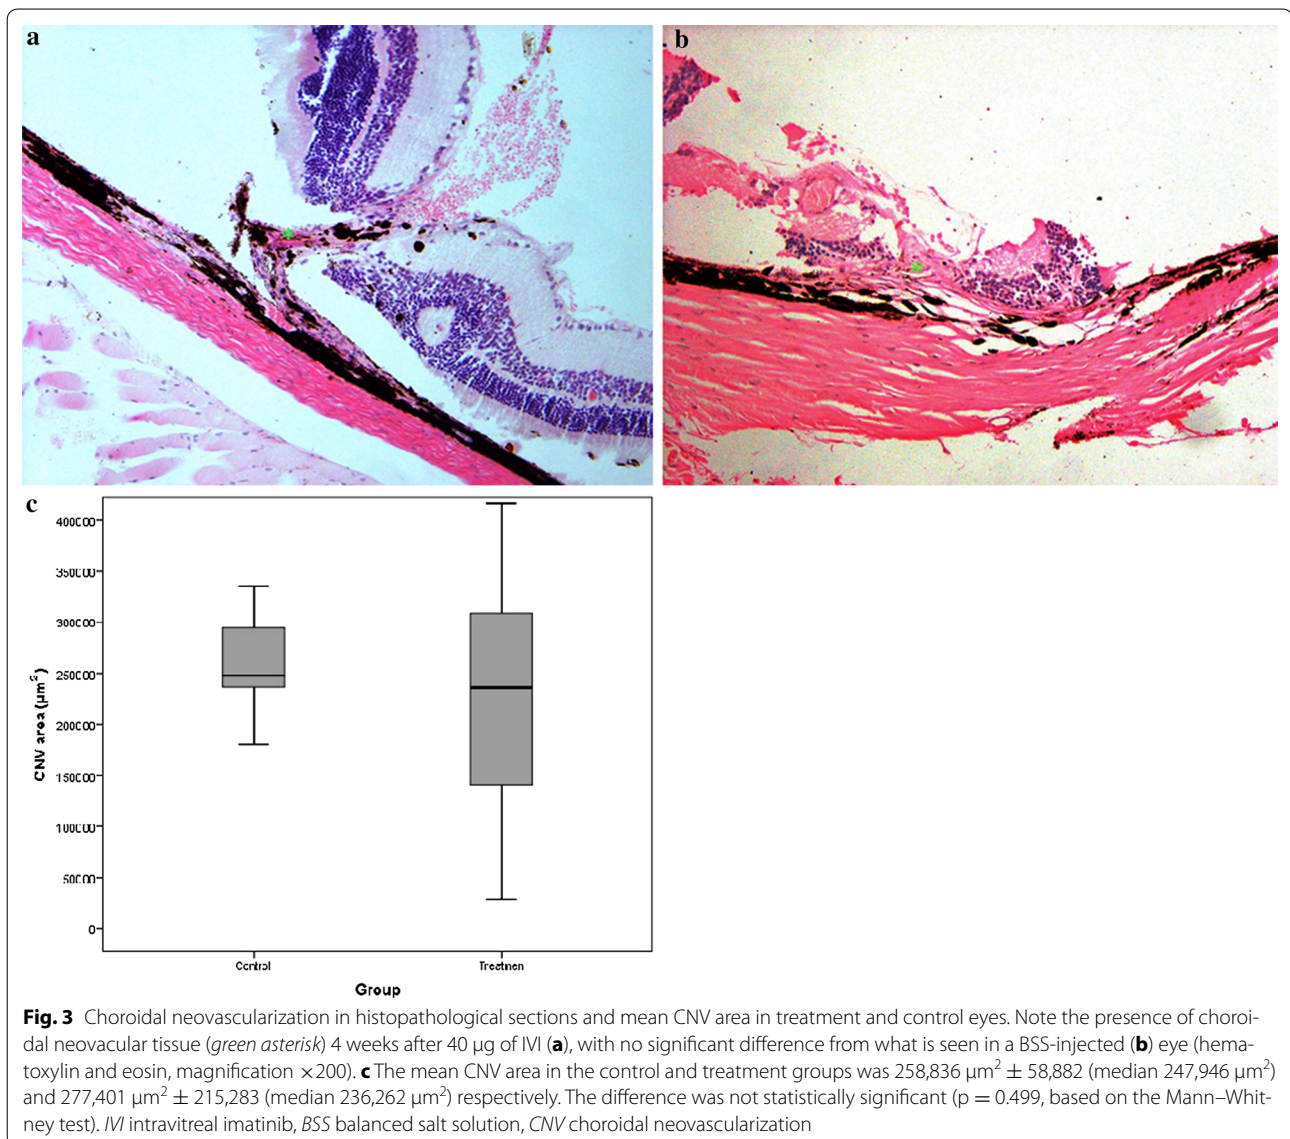 a
b
c
400000
350000
300000
250000
200000
150000
100000
50000
0
CNV area (µm²)
Control
Treatmen
Group
Fig. 3 Choroidal neovascularization in histopathological sections and mean CNV area in treatment and control eyes. Note the presence of choroi-
dal neovacular tissue (green asterisk) 4 weeks after 40 µg of IVI (a), with no significant difference from what is seen in a BSS-injected (b) eye (hema-
toxylin and eosin, magnification ×200). c The mean CNV area in the control and treatment groups was 258,836 µm² ± 58,882 (median 247,946 µm²)
and 277,401 µm² ± 215,283 (median 236,262 µm²) respectively. The difference was not statistically significant (p = 0.499, based on the Mann–Whit-
ney test). IVI intravitreal imatinib, BSS balanced salt solution, CNV choroidal neovascularization